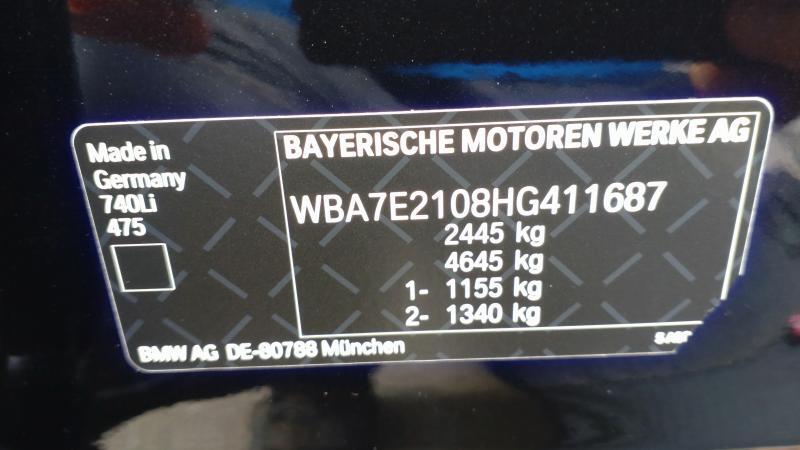 Made in
Germany
740Li
475
BAYERISCHE MOTOREN WERKE AG
WBA7E2108HG411687
2445 kg
4645 kg
1- 1155 kg
2- 1340 kg
BMW AG DE-80788 München